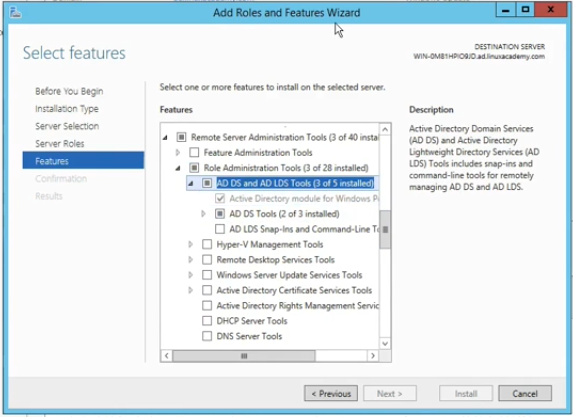 Add Roles and Features Wizard
Select features
DESTINATION SERVER
WIN-0MB1HPIO9JD.ad.linuxacademy.com
Before You Begin
Installation Type
Server Selection
Server Roles
Features
Confirmation
Results
Select one or more features to install on the selected server.
Features
Remote Server Administration Tools (3 of 40 instal
Feature Administration Tools
Role Administration Tools (3 of 28 installed)
AD DS and AD LDS Tools (3 of 5 installed)
Active Directory module for Windows P
AD DS Tools (2 of 3 installed)
AD LDS Snap-Ins and Command-Line T
Hyper-V Management Tools
Remote Desktop Services Tools
Windows Server Update Services Tools
Active Directory Certificate Services Tools
Active Directory Rights Management Servic
DHCP Server Tools
DNS Server Tools
Description
Active Directory Domain Services
(AD DS) and Active Directory
Lightweight Directory Services (AD
LDS) Tools includes snap-ins and
command-line tools for remotely
managing AD DS and AD LDS.
< Previous
Next >
Install
Cancel